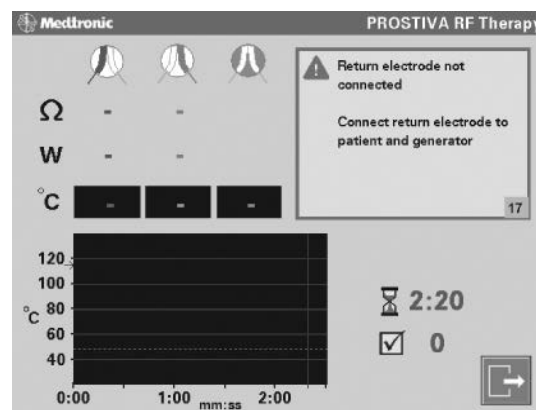 Medtronic
PROSTIVA RF Therapy
Return electrode not
connected
Connect return electrode to
patient and generator
17
Ω - -
W - -
°C - - -
120
100
80
60
40
°C
0:00 1:00 2:00
mm:ss
2:20
0